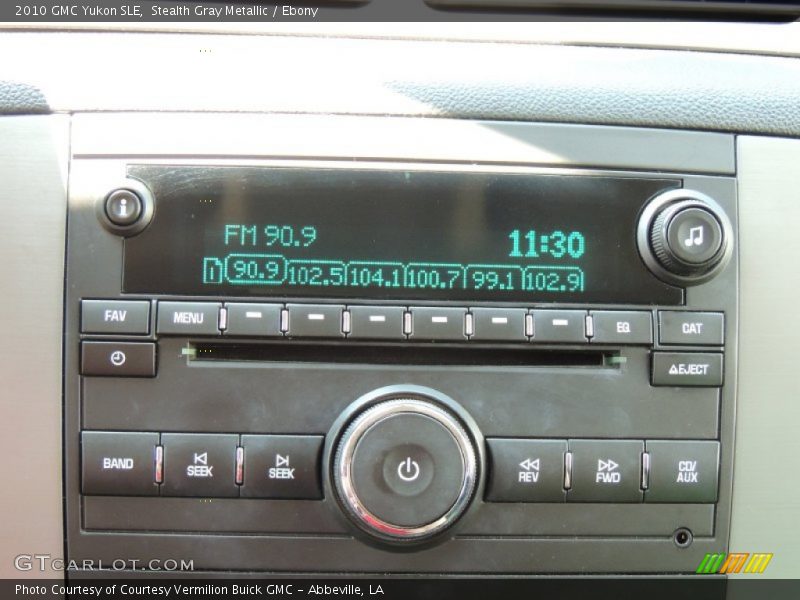 2010 GMC Yukon SLE, Stealth Gray Metallic / Ebony
i
FM 90.9 11:30
1 90.9 102.5 104.1 100.7 99.1 102.9
FAV MENU EQ CAT
EJECT
BAND SEEK SEEK REV FWD CD/AUX
GTCARLOT.COM
Photo Courtesy of Courtesy Vermilion Buick GMC - Abbeville, LA